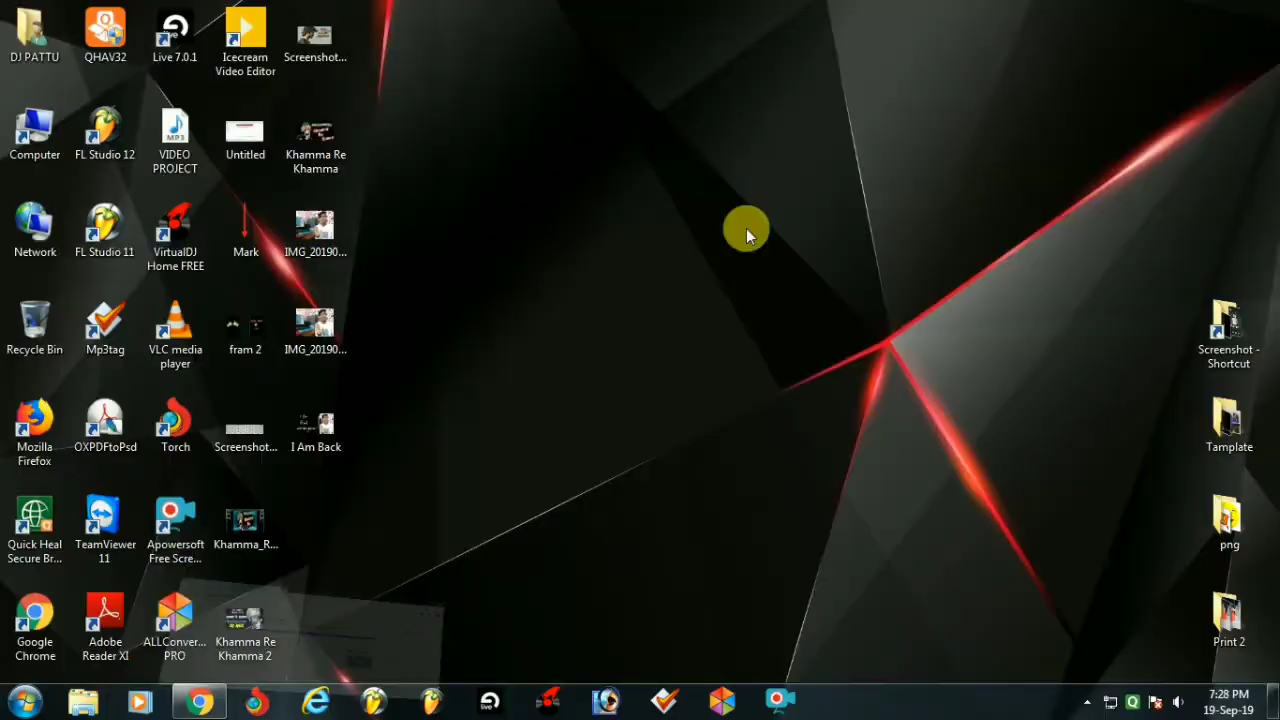 DJ PATTU
QHAV32
Live 7.0.1
Icecream
Video Editor
Screenshot...
Computer
FL Studio 12
VIDEO
PROJECT
Untitled
Khamma Re
Khamma
Network
FL Studio 11
VirtualDJ
Home FREE
Mark
IMG_20190...
Recycle Bin
Mp3tag
VLC media
player
fram 2
IMG_20190...
Mozilla
Firefox
OXPDFtoPsd
Torch
Screenshot...
I Am Back
Quick Heal
Secure Br...
TeamViewer
11
Apowersoft
Free Scre...
Khamma_R...
Google
Chrome
Adobe
Reader XI
ALLConver...
PRO
Khamma Re
Khamma 2
Screenshot -
Shortcut
Tamplate
png
Print 2
7:28 PM
19-Sep-19